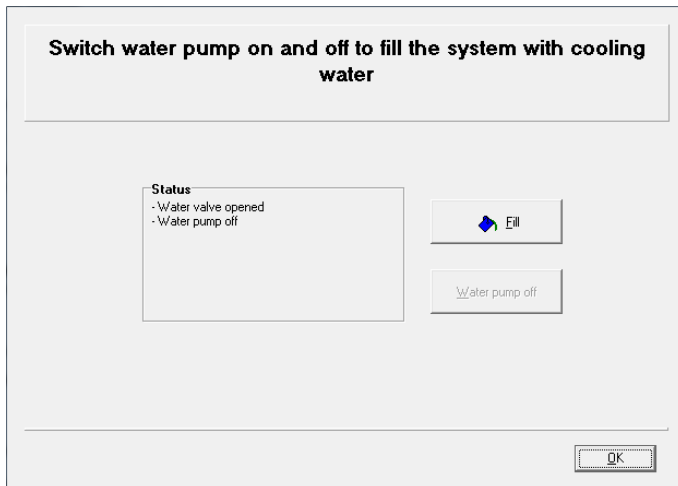 Switch water pump on and off to fill the system with cooling
water
Status
- Water valve opened
- Water pump off
Fill
Water pump off
OK